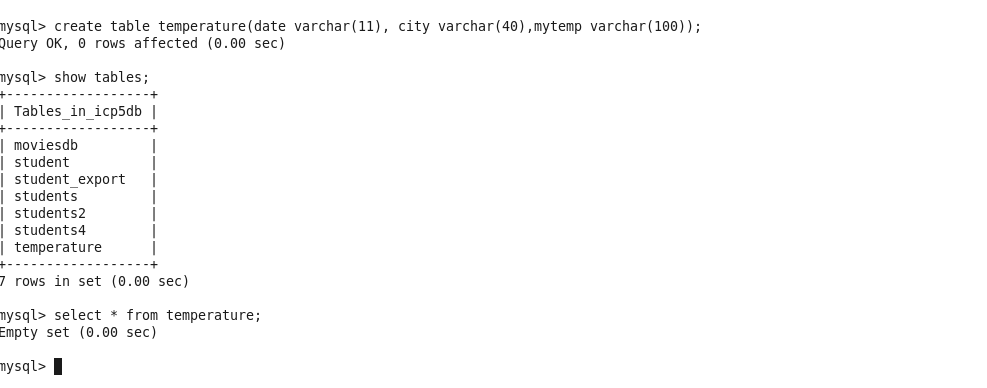 mysql> create table temperature(date varchar(11), city varchar(40),mytemp varchar(100));
Query OK, 0 rows affected (0.00 sec)
mysql> show tables;
+------------------+
| Tables_in_icp5db |
+------------------+
| moviesdb         |
| student          |
| student_export   |
| students         |
| students2        |
| students4        |
| temperature      |
+------------------+
7 rows in set (0.00 sec)
mysql> select * from temperature;
Empty set (0.00 sec)
mysql>